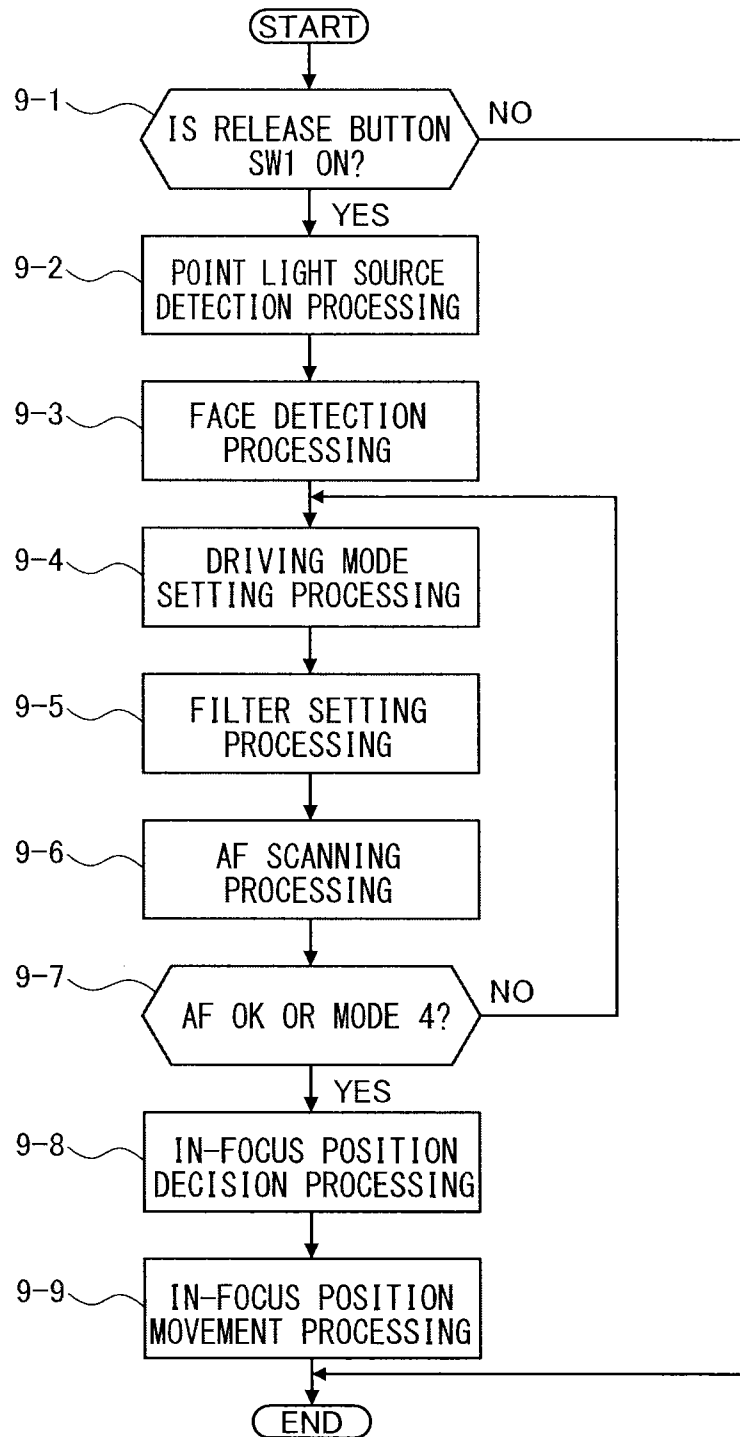 START
9-1
IS RELEASE BUTTON
SW1 ON?
NO
YES
9-2
POINT LIGHT SOURCE
DETECTION PROCESSING
9-3
FACE DETECTION
PROCESSING
9-4
DRIVING MODE
SETTING PROCESSING
9-5
FILTER SETTING
PROCESSING
9-6
AF SCANNING
PROCESSING
9-7
AF OK OR MODE 4?
NO
YES
9-8
IN-FOCUS POSITION
DECISION PROCESSING
9-9
IN-FOCUS POSITION
MOVEMENT PROCESSING
END